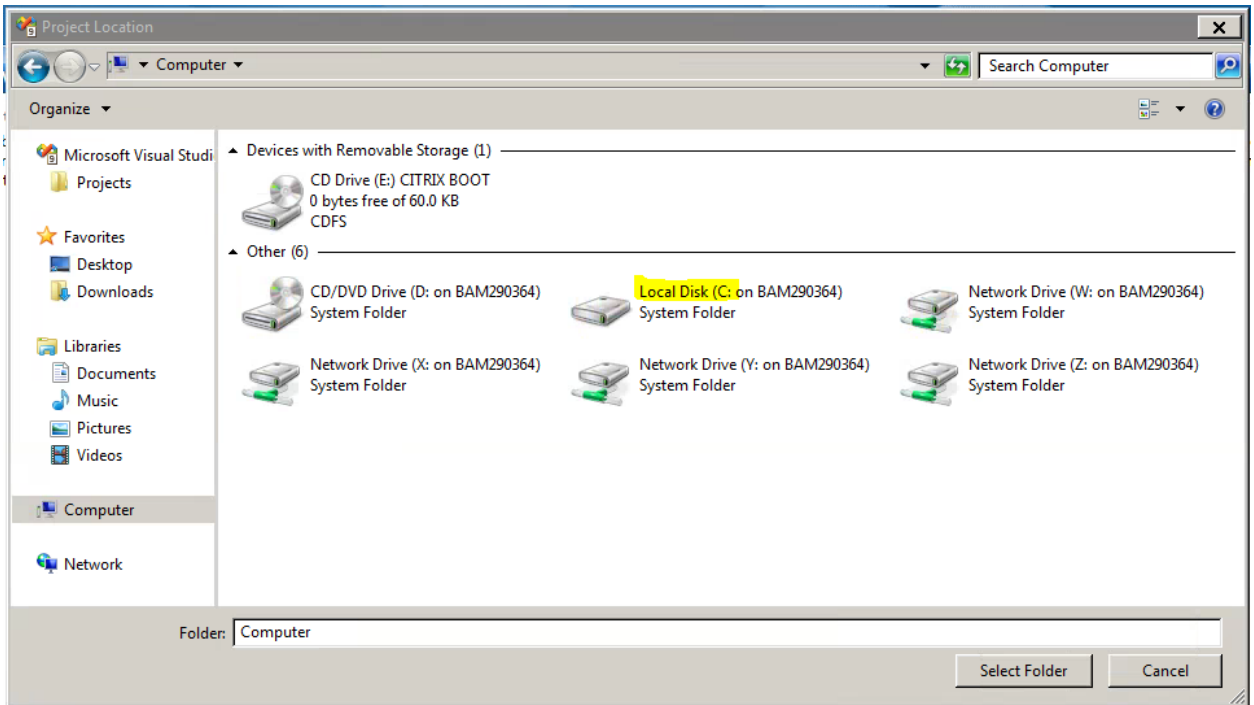 Project Location
Computer
Search Computer
Organize
Microsoft Visual Studi
Projects
Favorites
Desktop
Downloads
Libraries
Documents
Music
Pictures
Videos
Computer
Network
Devices with Removable Storage (1)
CD Drive (E:) CITRIX BOOT
0 bytes free of 60.0 KB
CDFS
Other (6)
CD/DVD Drive (D: on BAM290364)
System Folder
Local Disk (C: on BAM290364)
System Folder
Network Drive (W: on BAM290364)
System Folder
Network Drive (X: on BAM290364)
System Folder
Network Drive (Y: on BAM290364)
System Folder
Network Drive (Z: on BAM290364)
System Folder
Folder: Computer
Select Folder
Cancel